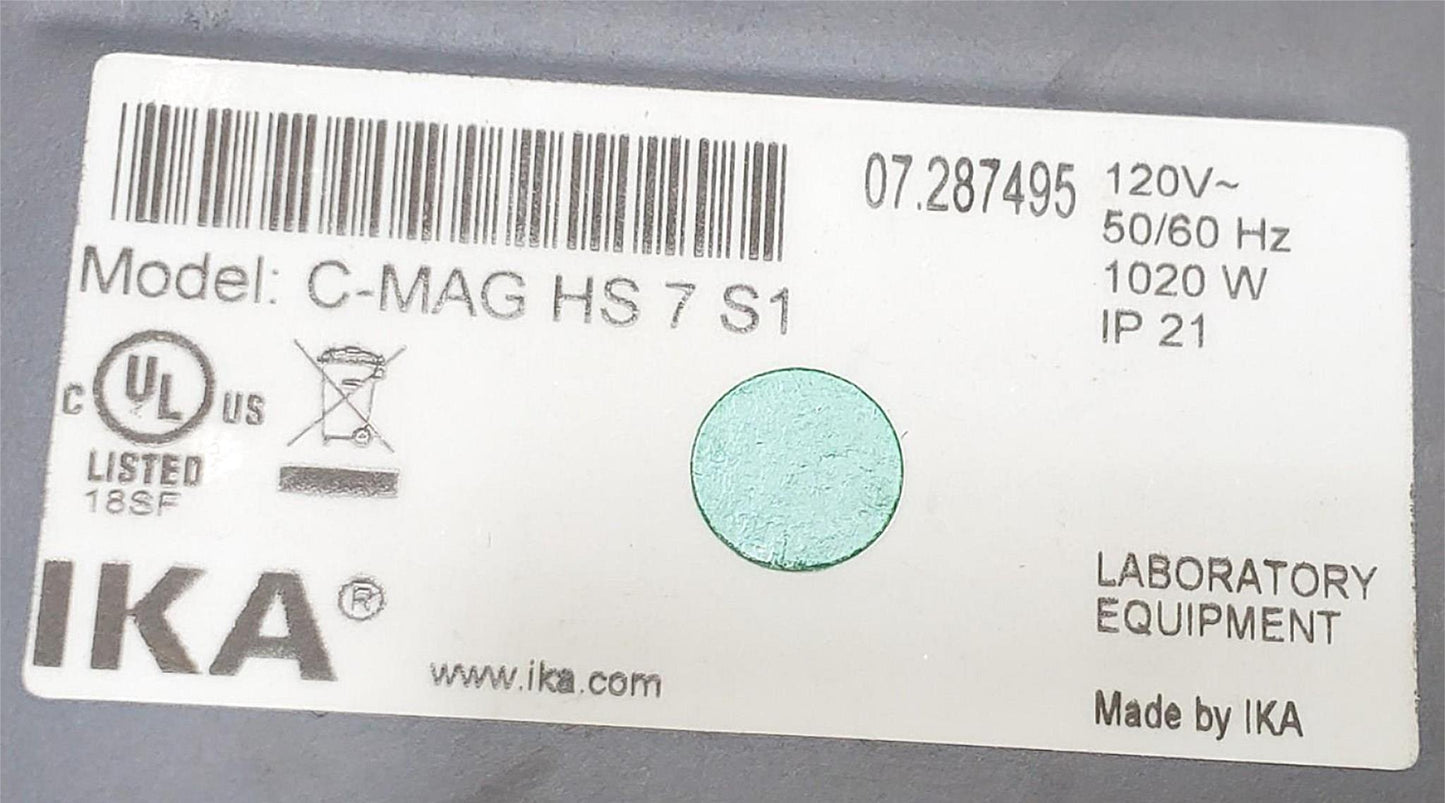 07.287495
120V~
50/60 Hz
1020 W
IP 21
Model: C-MAG HS 7 S1
C UL US
LISTED
18SF
IKA®
www.ika.com
LABORATORY
EQUIPMENT
Made by IKA